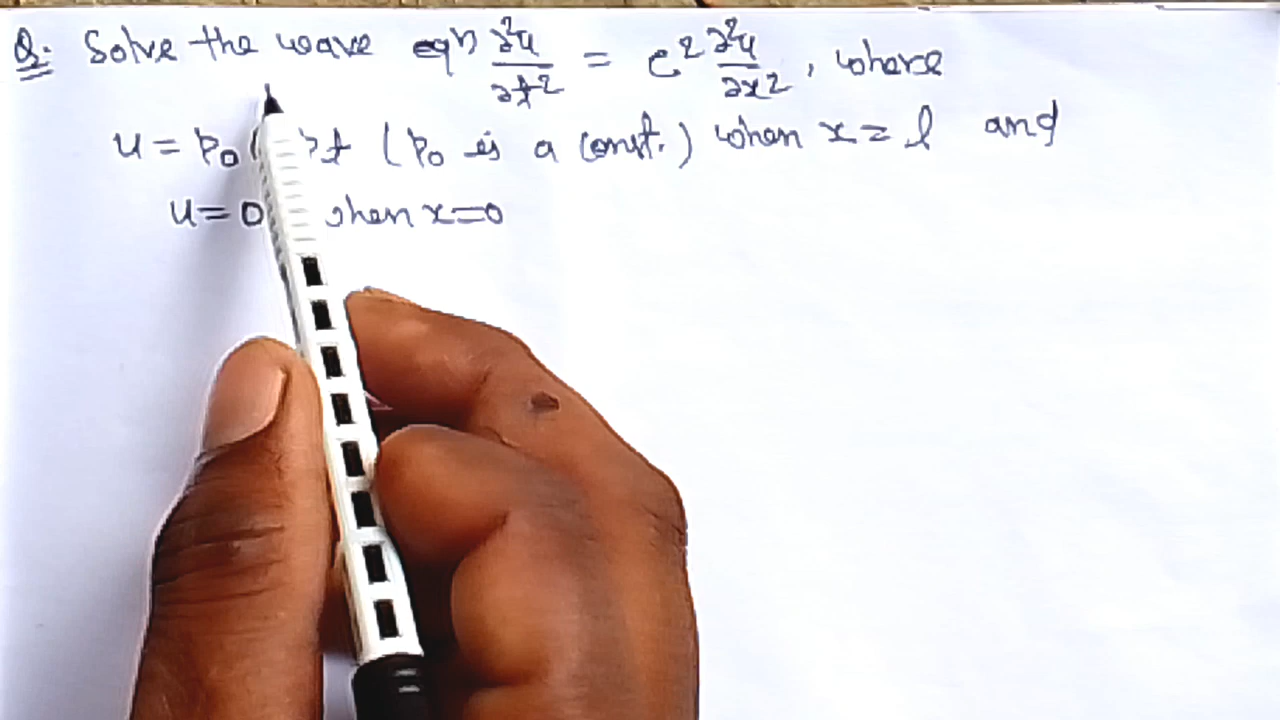 Q. Solve the wave eqn ∂²u/∂t² = c² ∂²u/∂x², where
u = p₀ pt (p₀ is a const.) when x = l and
u = 0 when x = 0